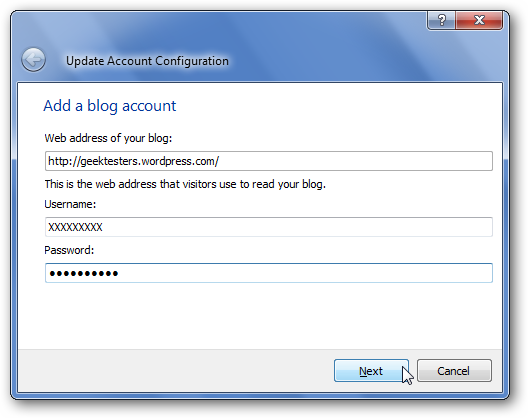 Update Account Configuration
Add a blog account
Web address of your blog:
http://geektesters.wordpress.com/
This is the web address that visitors use to read your blog.
Username:
XXXXXXXXX
Password:
●●●●●●●●●●
Next
Cancel